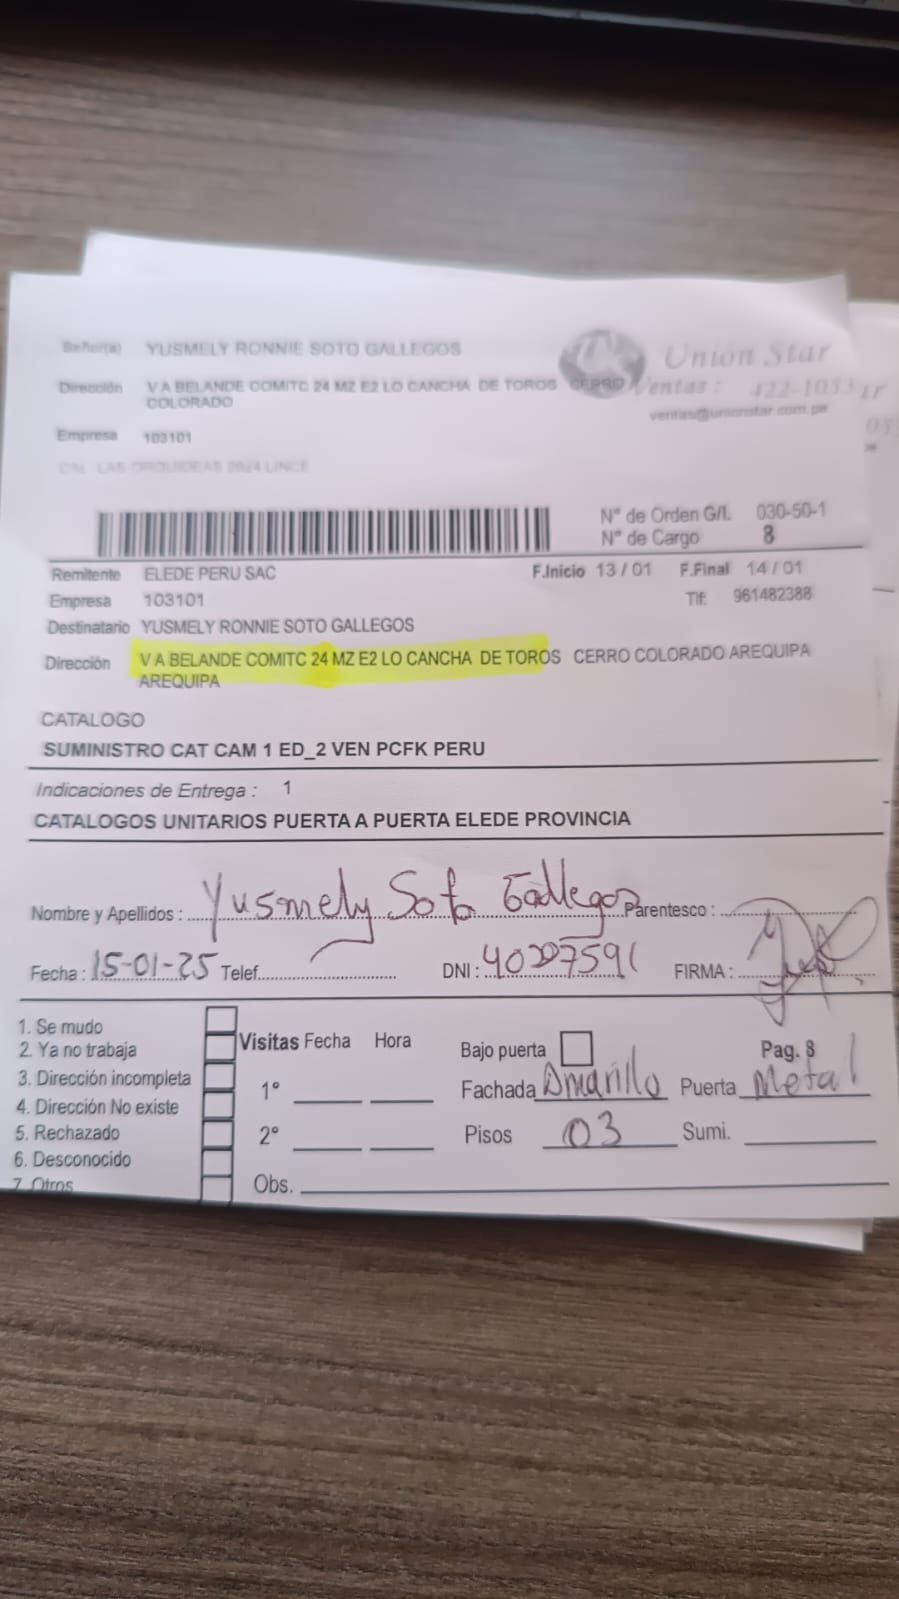 Señor(a) YUSMELY RONNIE SOTO GALLEGOS
Unión Star
Dirección V A BELANDE COMITC 24 MZ E2 LO CANCHA DE TOROS CERRO
COLORADO
Ventas : 422-1053
ventas@unionstar.com.pe
Empresa 103101
CAL LAS ORQUIDEAS 2624 LINCE
N° de Orden G/I. 030-50-1
N° de Cargo 8
Remitente ELEDE PERU SAC F.Inicio 13 / 01 F.Final 14 / 01
Empresa 103101 Tlf: 961482388
Destinatario YUSMELY RONNIE SOTO GALLEGOS
Dirección V A BELANDE COMITC 24 MZ E2 LO CANCHA DE TOROS CERRO COLORADO AREQUIPA
AREQUIPA
CATALOGO
SUMINISTRO CAT CAM 1 ED_2 VEN PCFK PERU
Indicaciones de Entrega : 1
CATALOGOS UNITARIOS PUERTA A PUERTA ELEDE PROVINCIA
Nombre y Apellidos : Yusmely Soto Gallegos Parentesco :
Fecha : 15-01-25 Telef. DNI : FIRMA :
1. Se mudo
2. Ya no trabaja
3. Dirección incompleta
4. Dirección No existe
5. Rechazado
6. Desconocido
7. Otros
Visitas Fecha Hora
1°
2°
Obs.
Bajo puerta Pag. 8
Fachada Amarillo Puerta Metal
Pisos 03 Sumi.